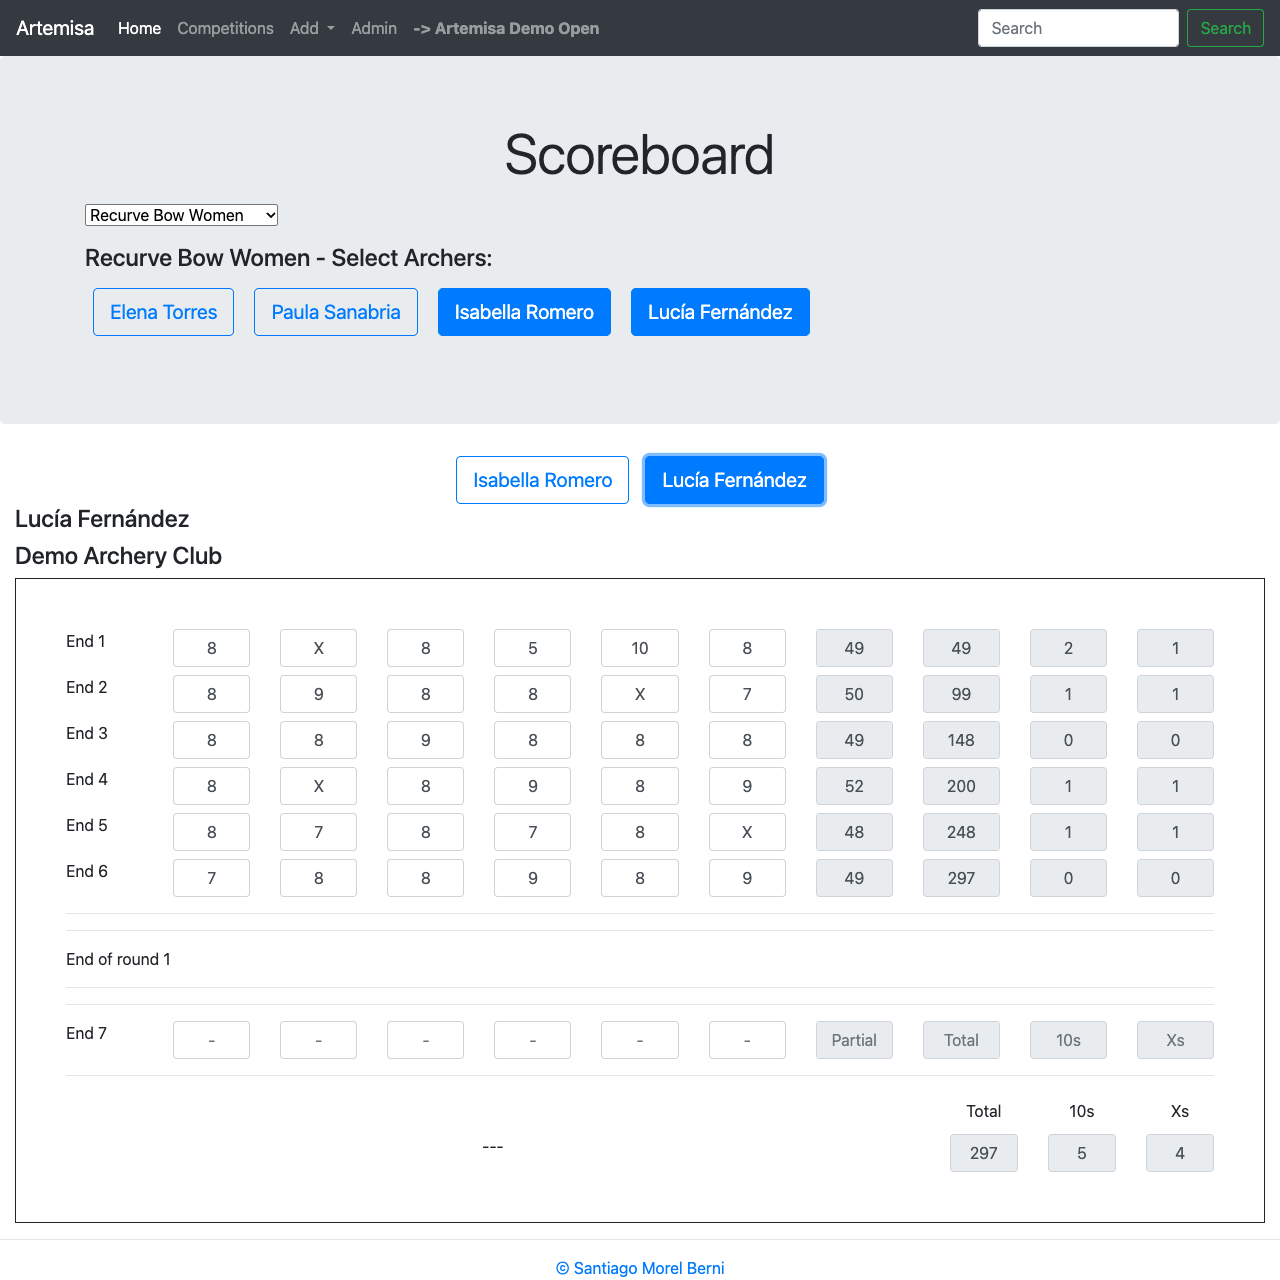 Artemisa Home Competitions Add Admin -> Artemisa Demo Open Search Search
Scoreboard
Recurve Bow Women
Recurve Bow Women - Select Archers:
Elena Torres Paula Sanabria Isabella Romero Lucía Fernández
Isabella Romero Lucía Fernández
Lucía Fernández
Demo Archery Club
End 1 8 X 8 5 10 8 49 49 2 1
End 2 8 9 8 8 X 7 50 99 1 1
End 3 8 8 9 8 8 8 49 148 0 0
End 4 8 X 8 9 8 9 52 200 1 1
End 5 8 7 8 7 8 X 48 248 1 1
End 6 7 8 8 9 8 9 49 297 0 0
End of round 1
End 7 - - - - - - Partial Total 10s Xs
Total 10s Xs
--- 297 5 4
© Santiago Morel Berni